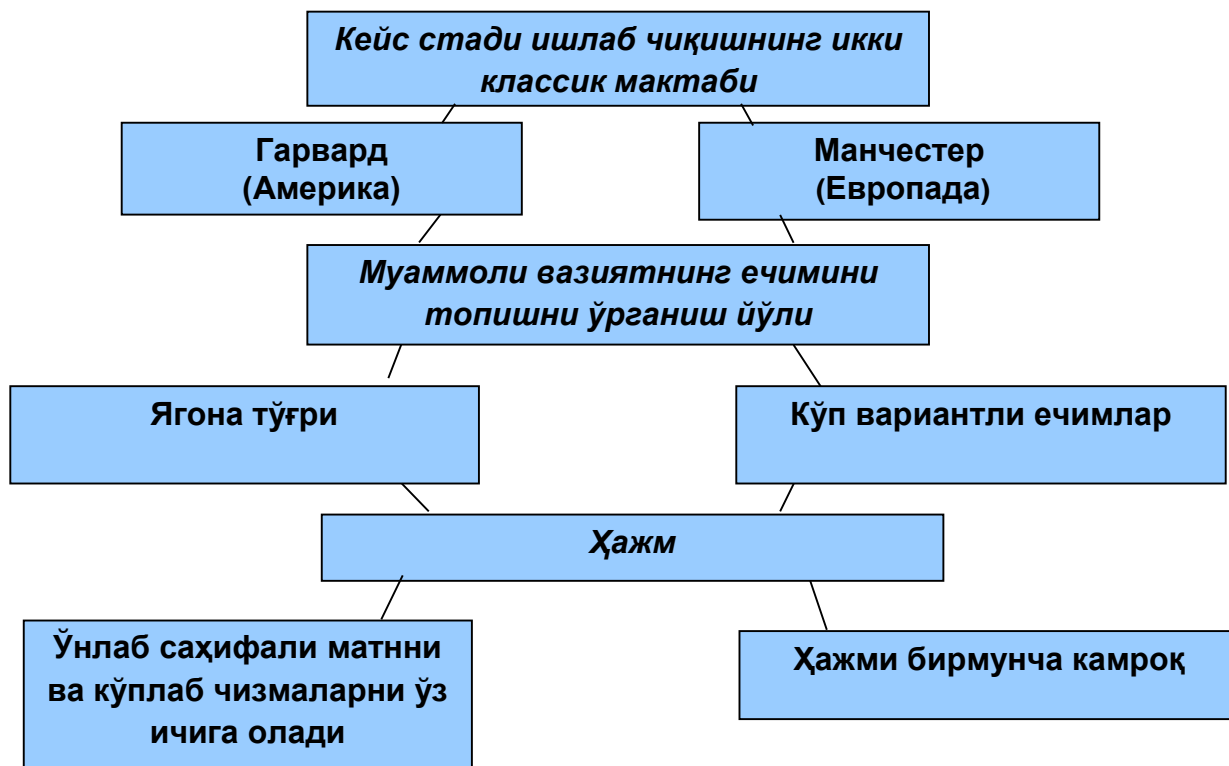 Кейс стади ишлаб чиқишнинг икки
классик мактаби
Гарвард
(Америка)
Манчестер
(Европада)
Муаммоли вазиятнинг ечимини
топишни ўрганиш йўли
Ягона тўғри
Кўп вариантли ечимлар
Ҳажм
Ўнлаб саҳифали матнни
ва кўплаб чизмаларни ўз
ичига олади
Ҳажми бирмунча камроқ